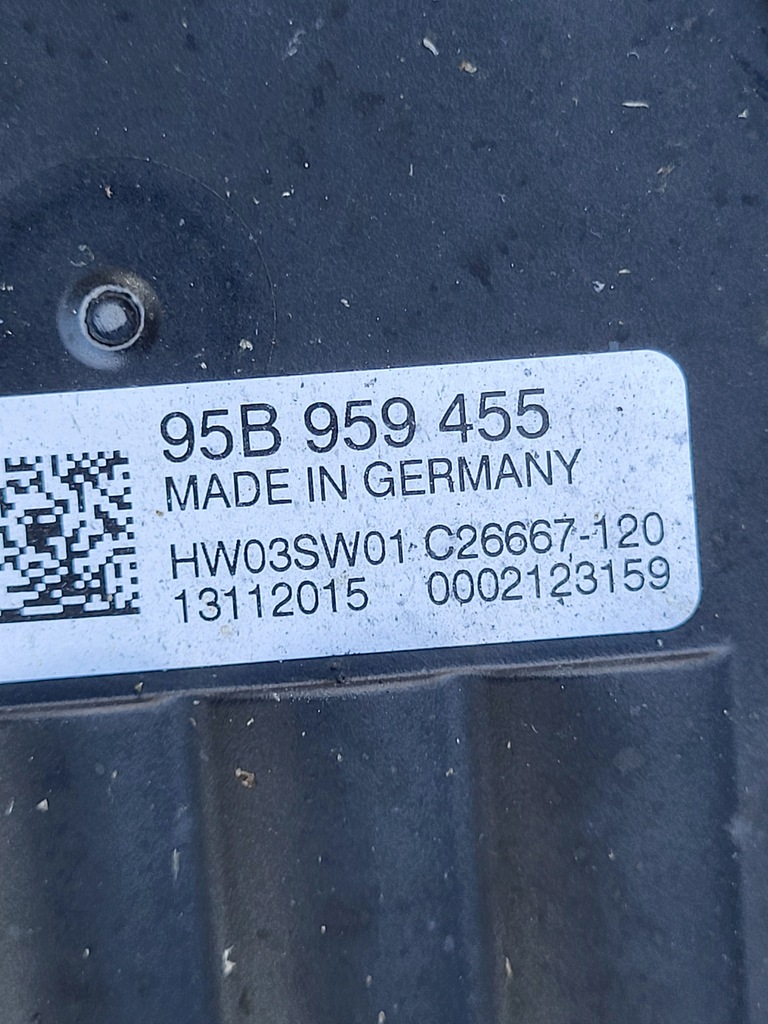 95B 959 455
MADE IN GERMANY
HW03SW01 C26667-120
13112015 0002123159